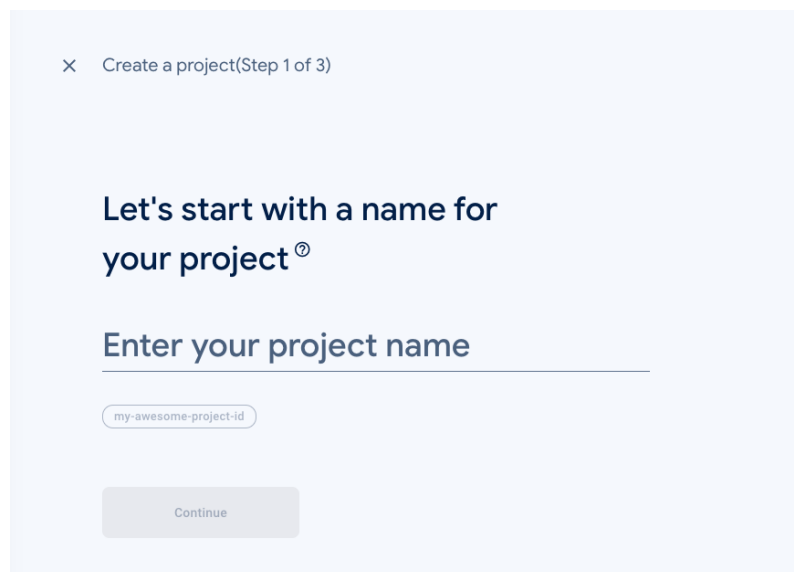 Create a project(Step 1 of 3)
Let's start with a name for
your project
Enter your project name
my-awesome-project-id
Continue